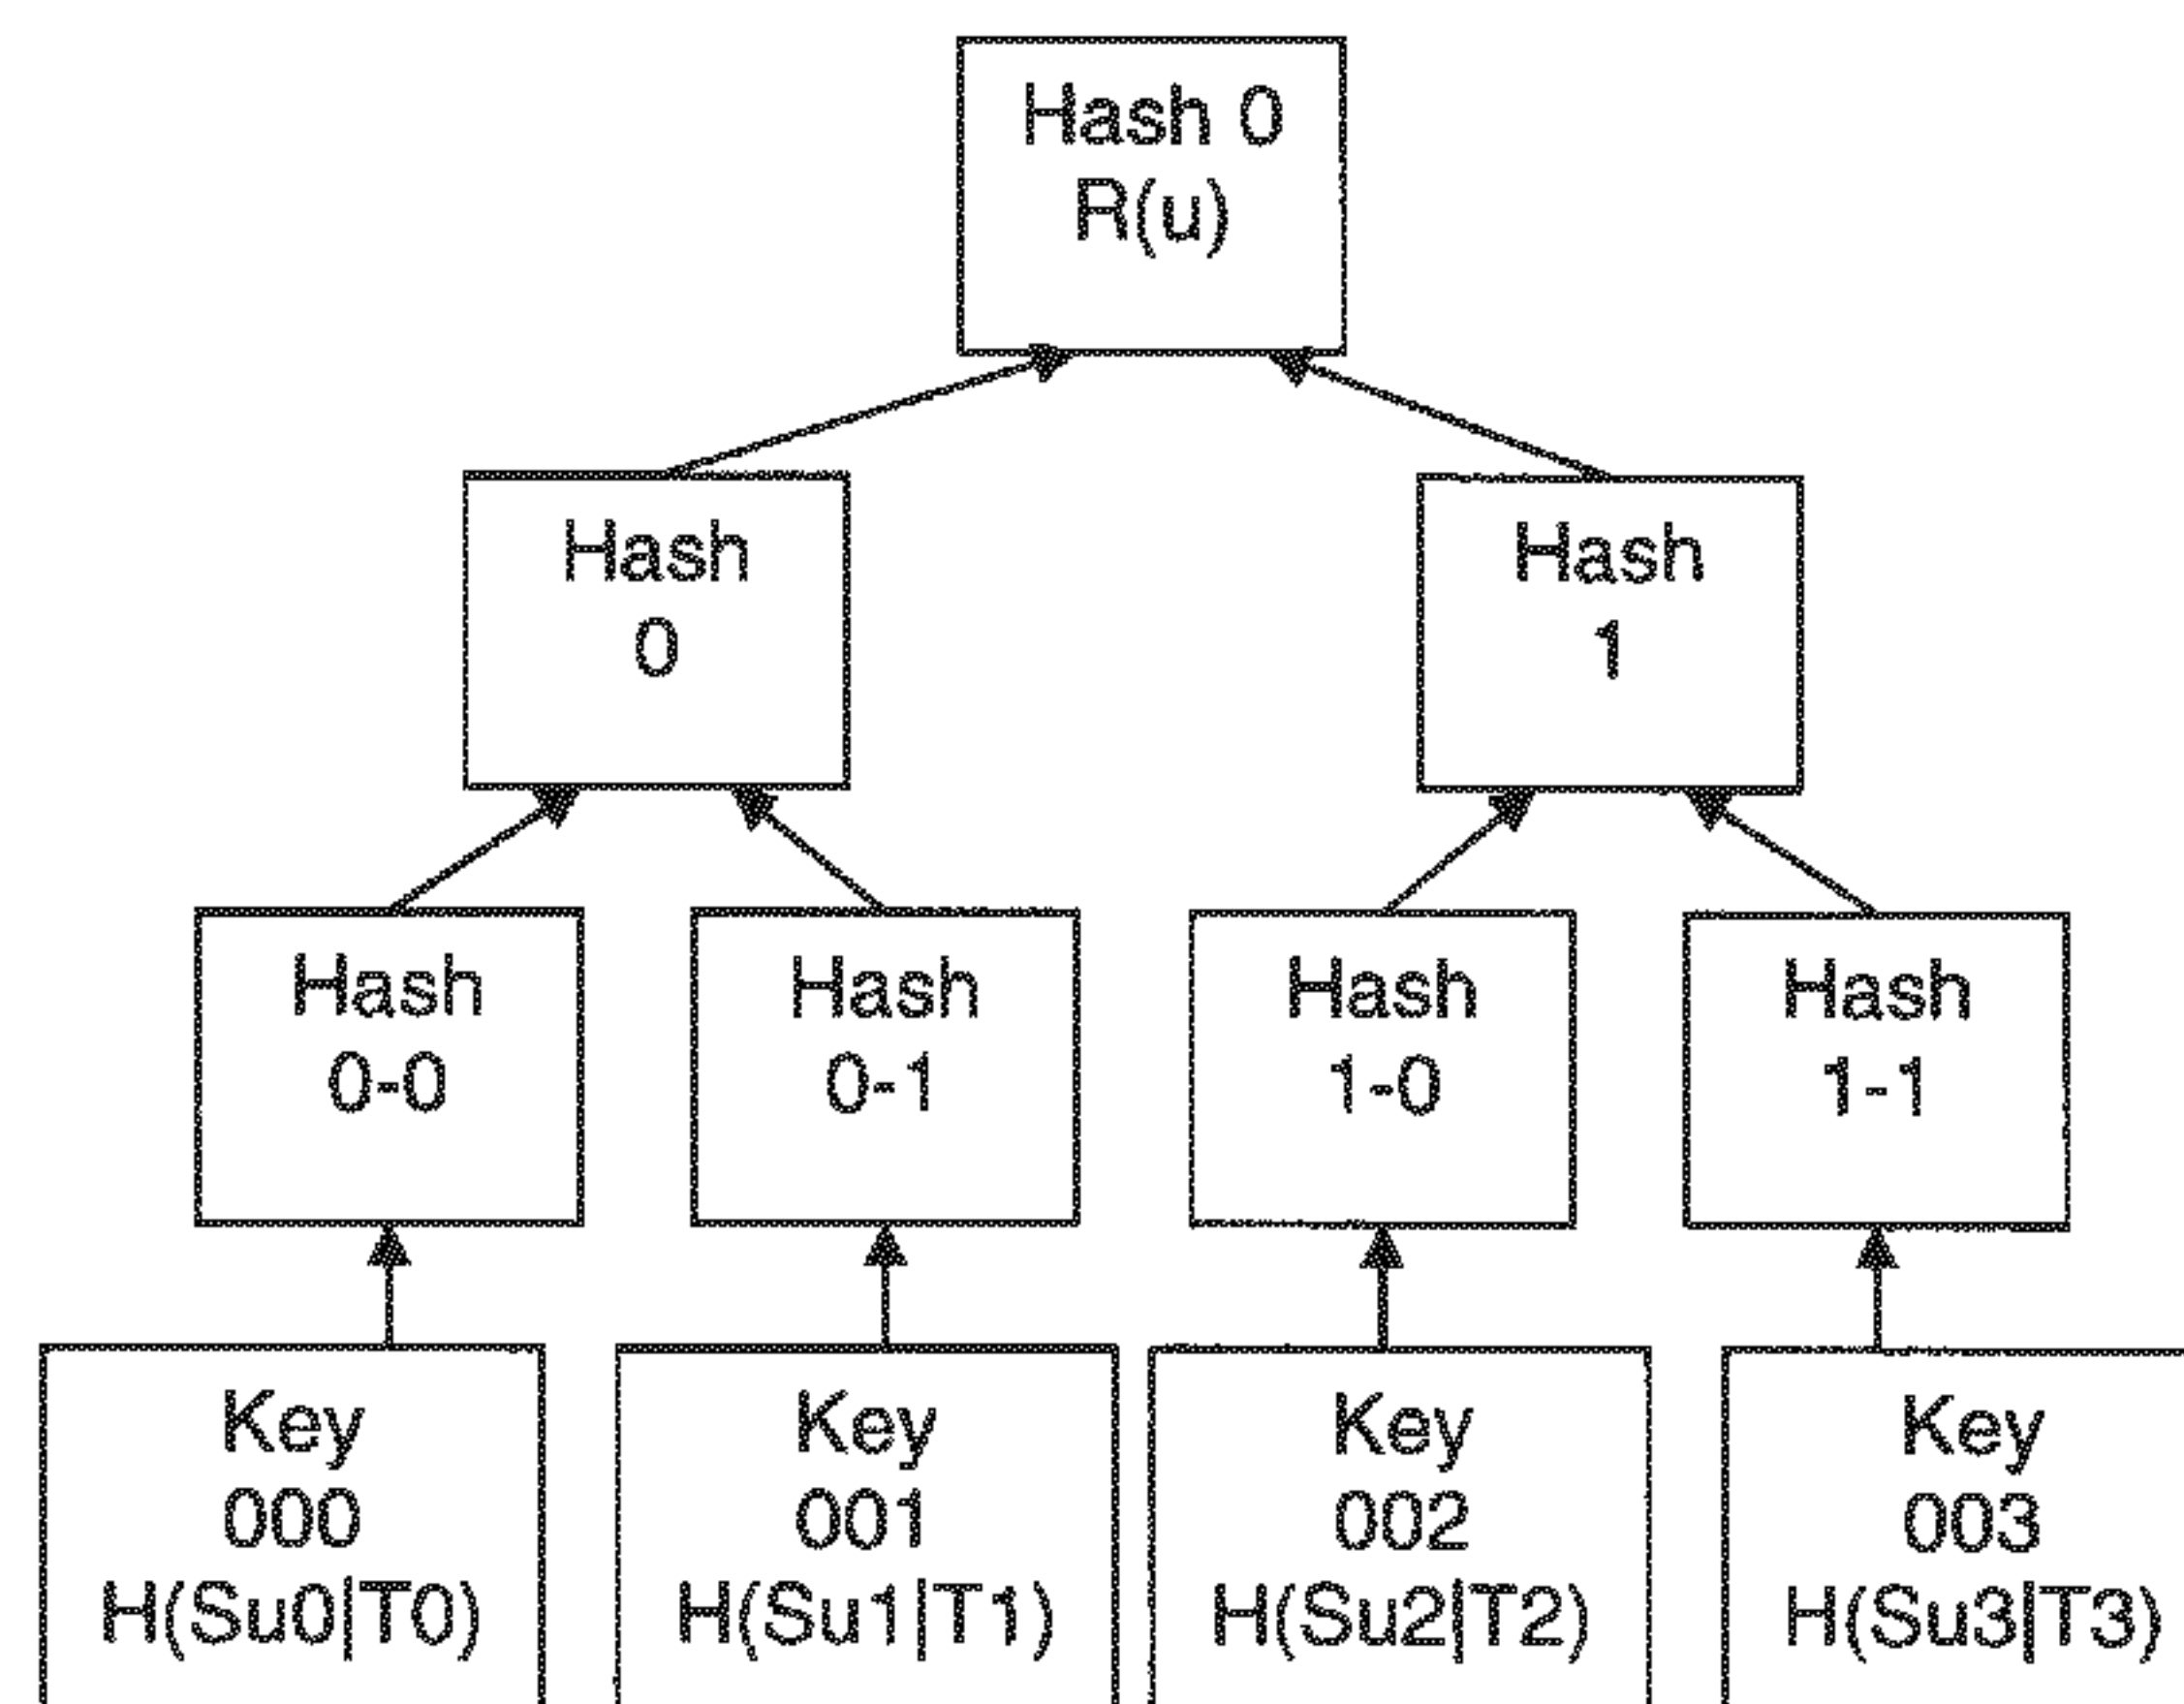 Hash 0
R(u)
Hash
0
Hash
1
Hash
0-0
Hash
0-1
Hash
1-0
Hash
1-1
Key
000
H(Su0|T0)
Key
001
H(Su1|T1)
Key
002
H(Su2|T2)
Key
003
H(Su3|T3)